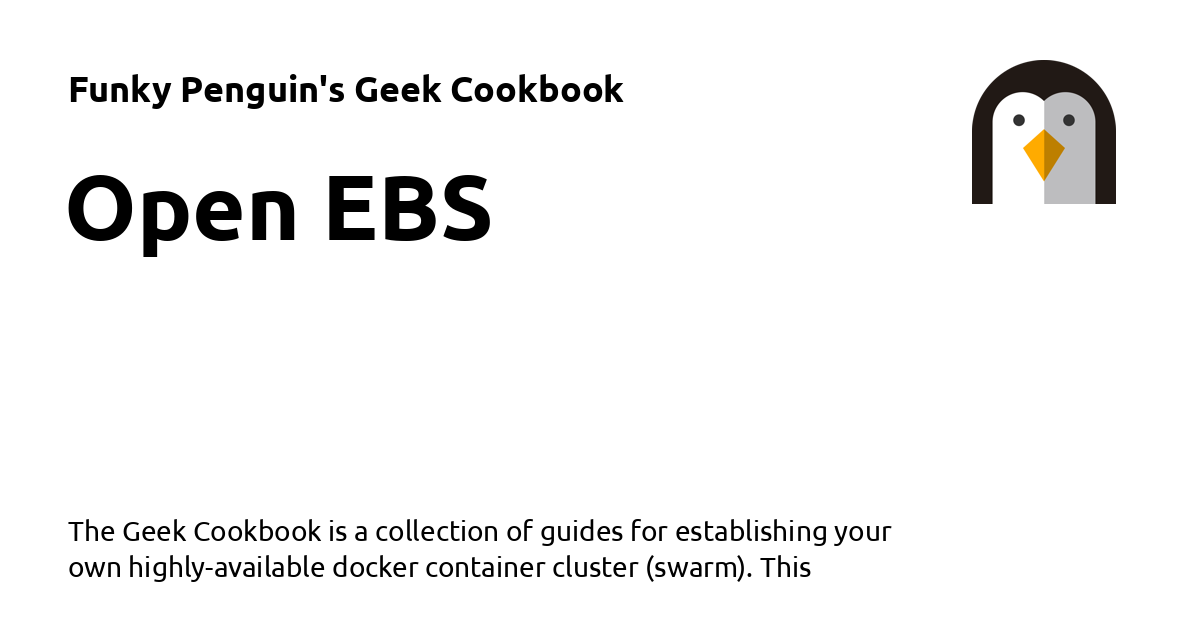 Funky Penguin's Geek Cookbook
Open EBS
The Geek Cookbook is a collection of guides for establishing your
own highly-available docker container cluster (swarm). This